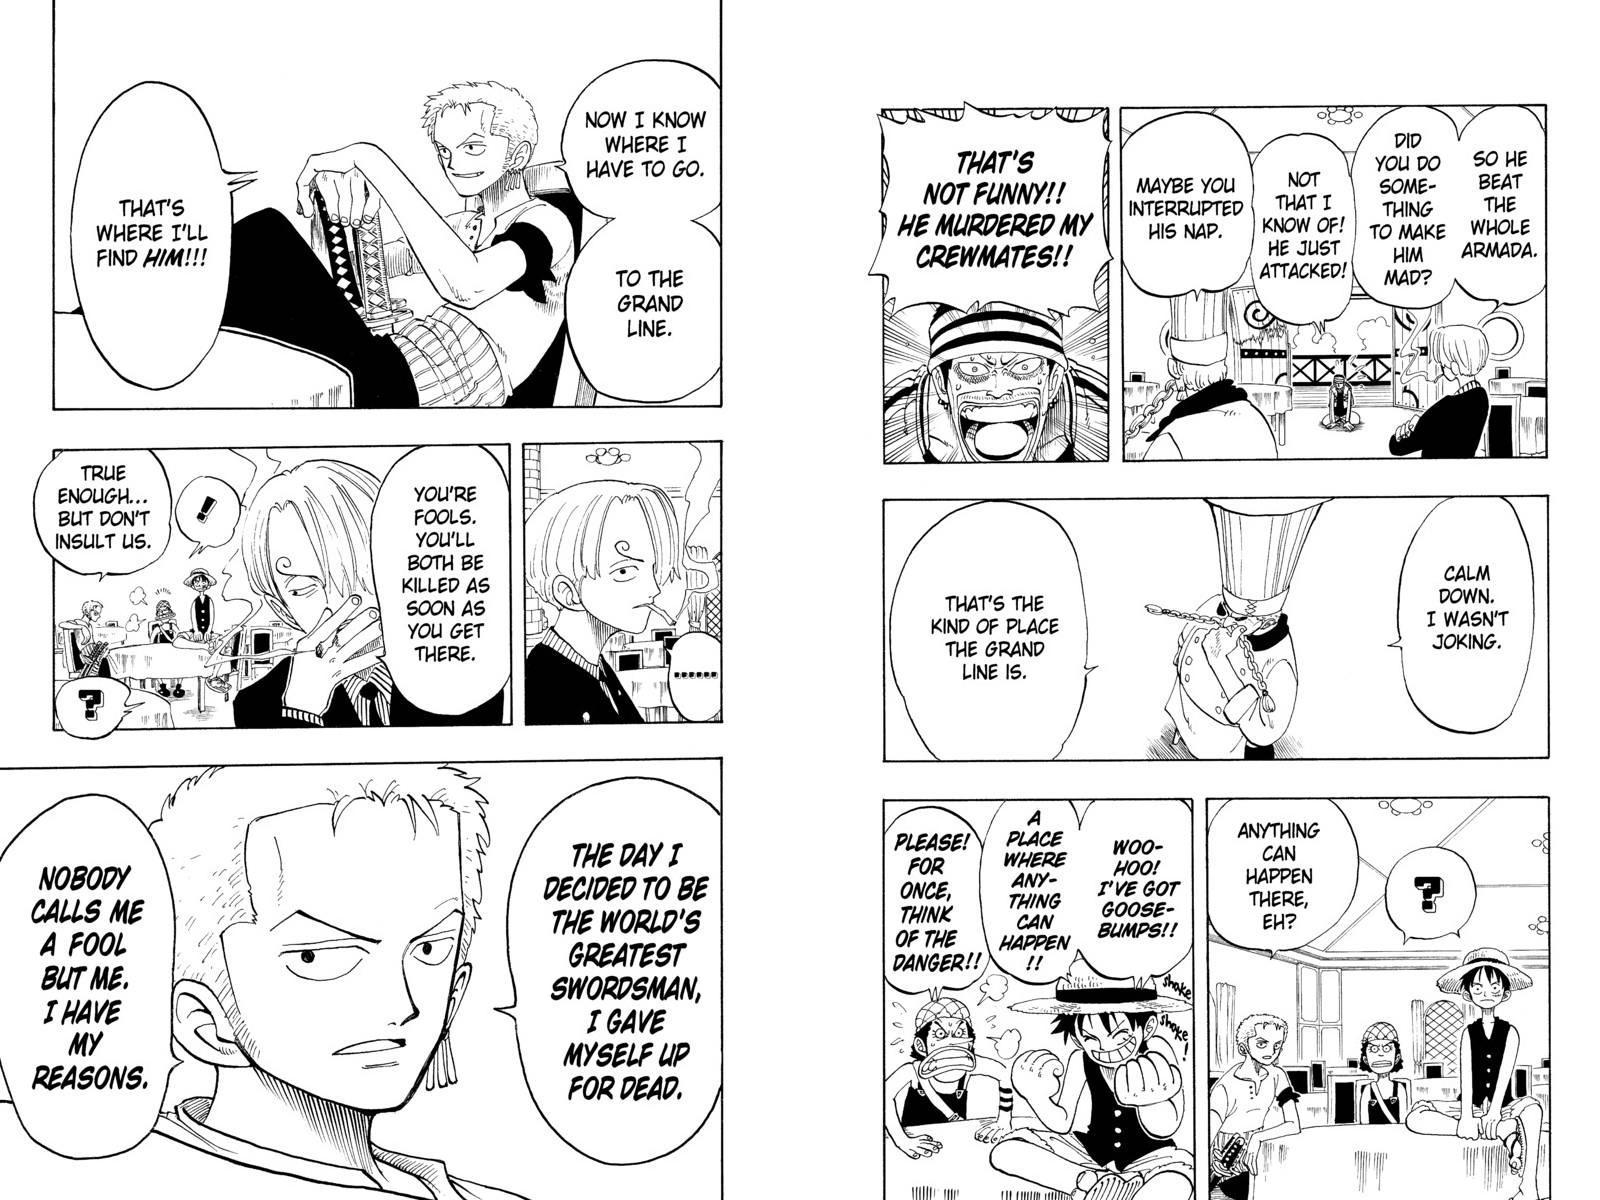 SO HE
BEAT
THE
WHOLE
ARMADA.
DID
YOU DO
SOME-
THING
TO MAKE
HIM
MAD?
NOT
THAT I
KNOW OF!
HE JUST
ATTACKED!
MAYBE YOU
INTERRUPTED
HIS NAP.
THAT'S
NOT FUNNY!!
HE MURDERED MY
CREWMATES!!
CALM
DOWN.
I WASN'T
JOKING.
THAT'S THE
KIND OF PLACE
THE GRAND
LINE IS.
?
ANYTHING
CAN
HAPPEN
THERE,
EH?
WOO-
HOO!
I'VE GOT
GOOSE-
BUMPS!!
A
PLACE
WHERE
ANY-
THING
CAN
HAPPEN
!!
shake
shake
!
PLEASE!
FOR
ONCE,
THINK
OF THE
DANGER!!
NOW I KNOW
WHERE I
HAVE TO GO.
TO THE
GRAND
LINE.
THAT'S
WHERE I'LL
FIND HIM!!!
......
YOU'RE
FOOLS.
YOU'LL
BOTH BE
KILLED AS
SOON AS
YOU GET
THERE.
!
TRUE
ENOUGH...
BUT DON'T
INSULT US.
?
THE DAY I
DECIDED TO BE
THE WORLD'S
GREATEST
SWORDSMAN,
I GAVE
MYSELF UP
FOR DEAD.
NOBODY
CALLS ME
A FOOL
BUT ME.
I HAVE
MY
REASONS.